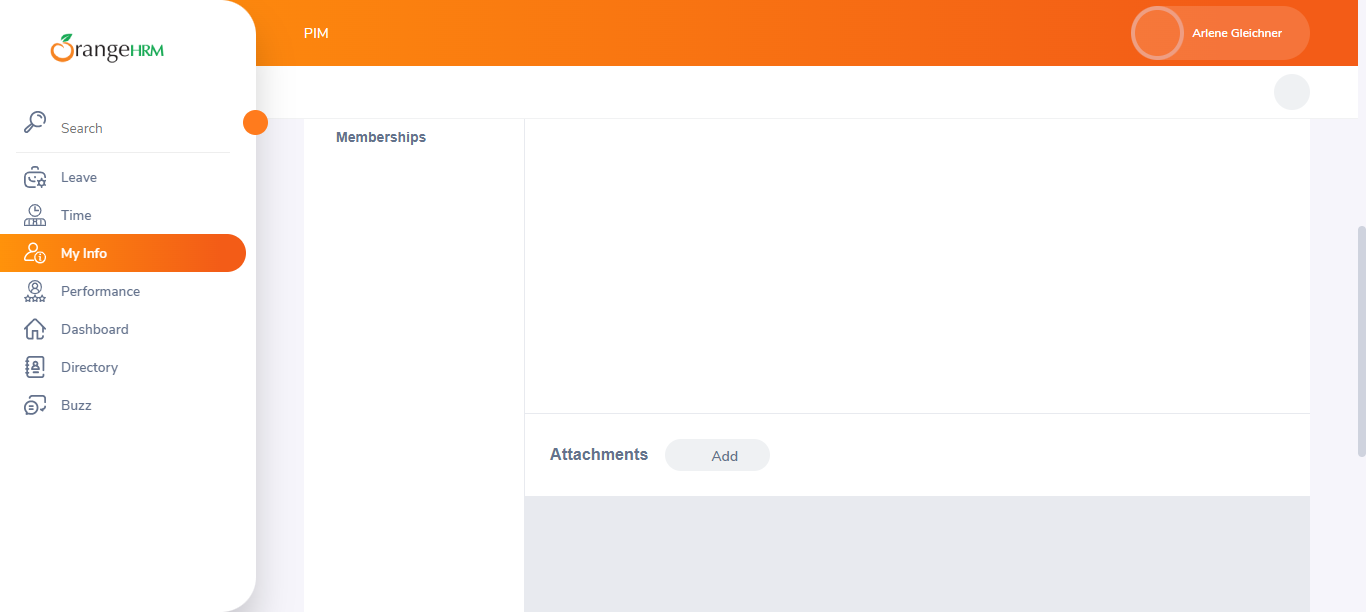 OrangeHRM
PIM
Arlene Gleichner
Search
Leave
Time
My Info
Performance
Dashboard
Directory
Buzz
Memberships
Attachments
Add